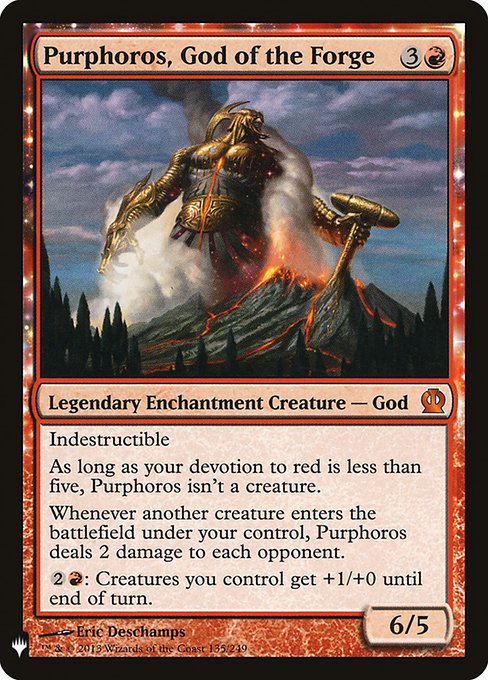 Purphoros, God of the Forge 3
Legendary Enchantment Creature — God
Indestructible
As long as your devotion to red is less than
five, Purphoros isn't a creature.
Whenever another creature enters the
battlefield under your control, Purphoros
deals 2 damage to each opponent.
2: Creatures you control get +1/+0 until
end of turn.
Eric Deschamps
6/5
™ & © 2013 Wizards of the Coast 135/249